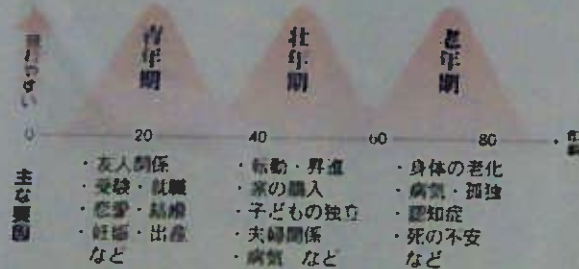 青年期
壮年期
老年期
0
20
40
60
80
主な要因
・友人関係
・受験・就職
・恋愛・結婚
・妊娠・出産
など
・転勤・昇進
・家の購入
・子どもの独立
・夫婦関係
・病気 など
・身体の老化
・病気・孤独
・認知症
・死の不安
など